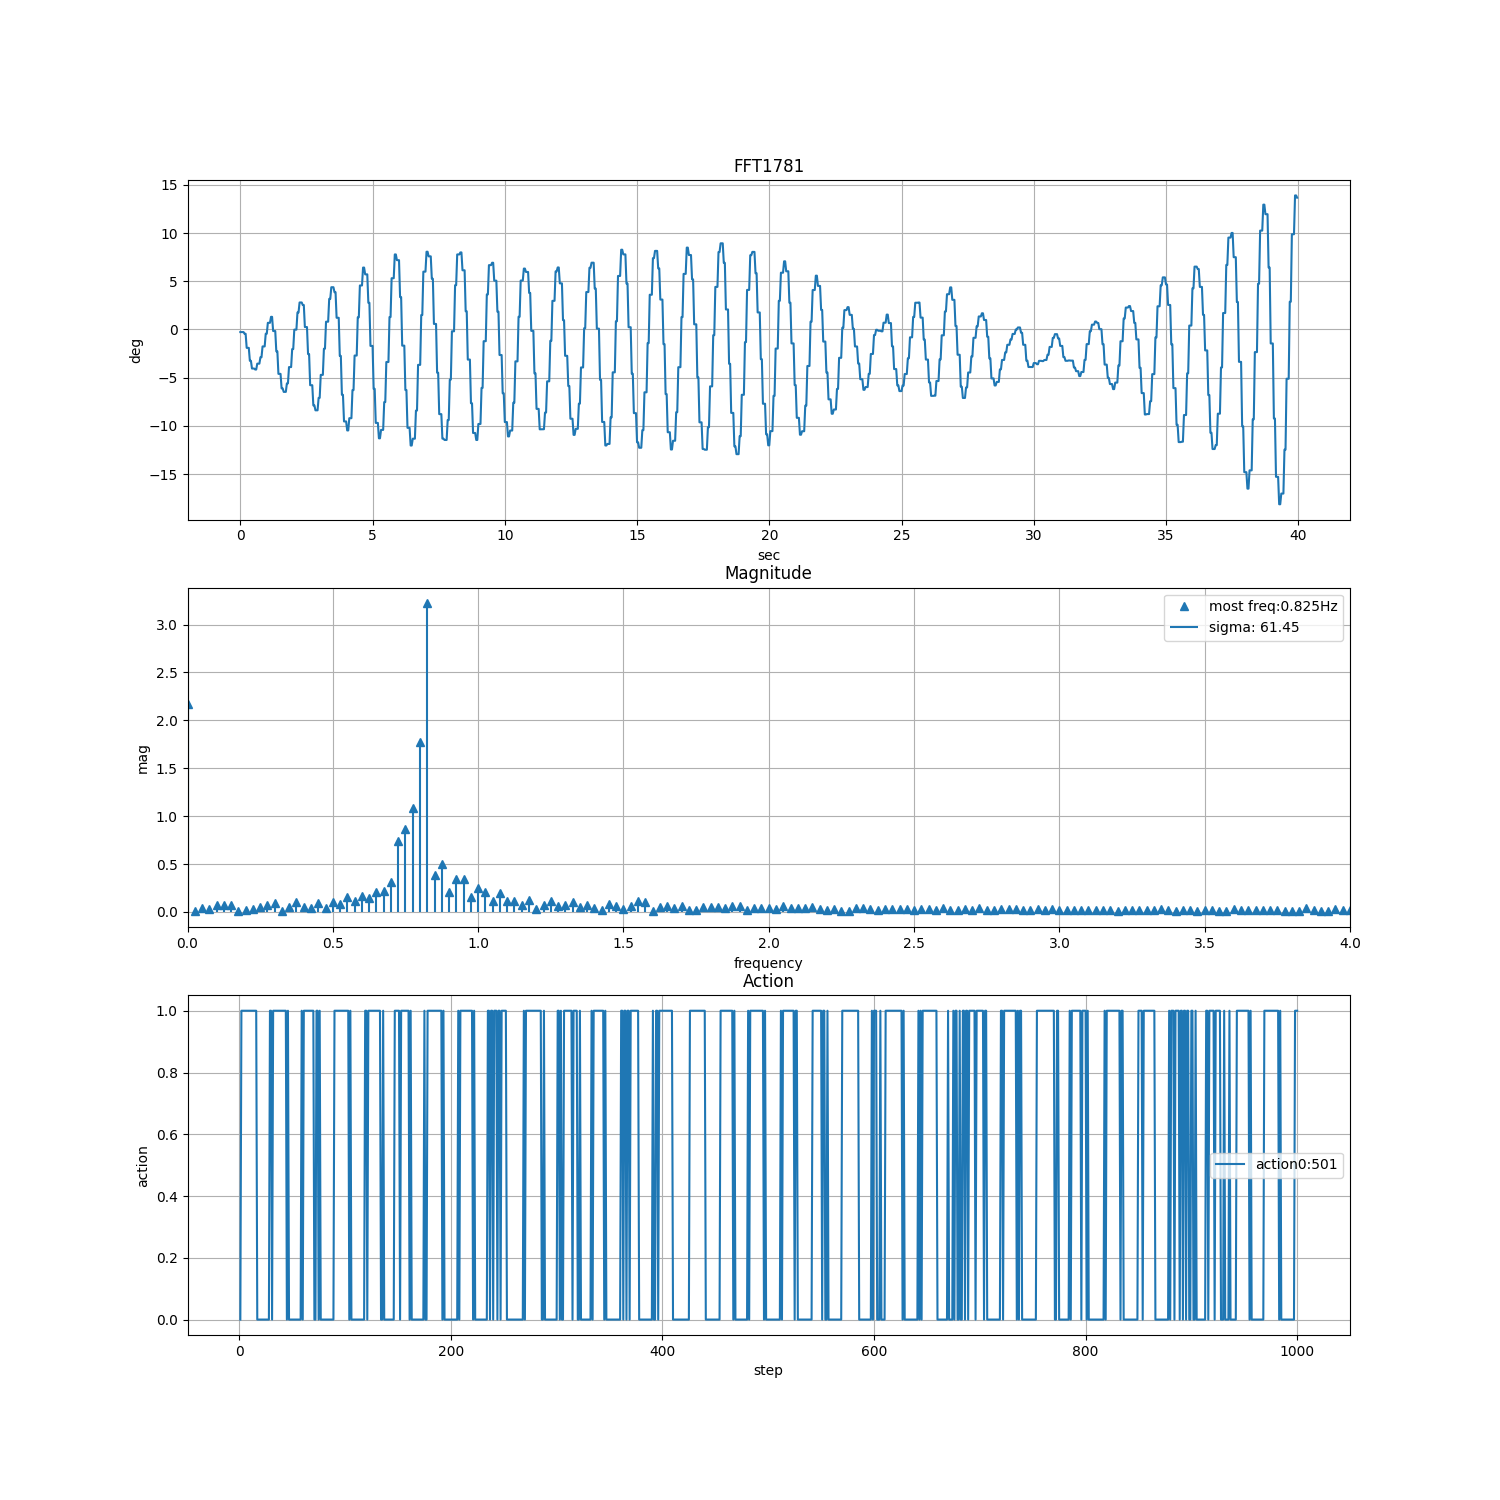 FFT1781
15
10
5
0
−5
−10
−15
deg
0 5 10 15 20 25 30 35 40
sec
Magnitude
most freq:0.825Hz
sigma: 61.45
3.0
2.5
2.0
1.5
1.0
0.5
0.0
mag
0.0 0.5 1.0 1.5 2.0 2.5 3.0 3.5 4.0
frequency
Action
1.0
0.8
0.6
0.4
0.2
0.0
action
action0:501
0 200 400 600 800 1000
step